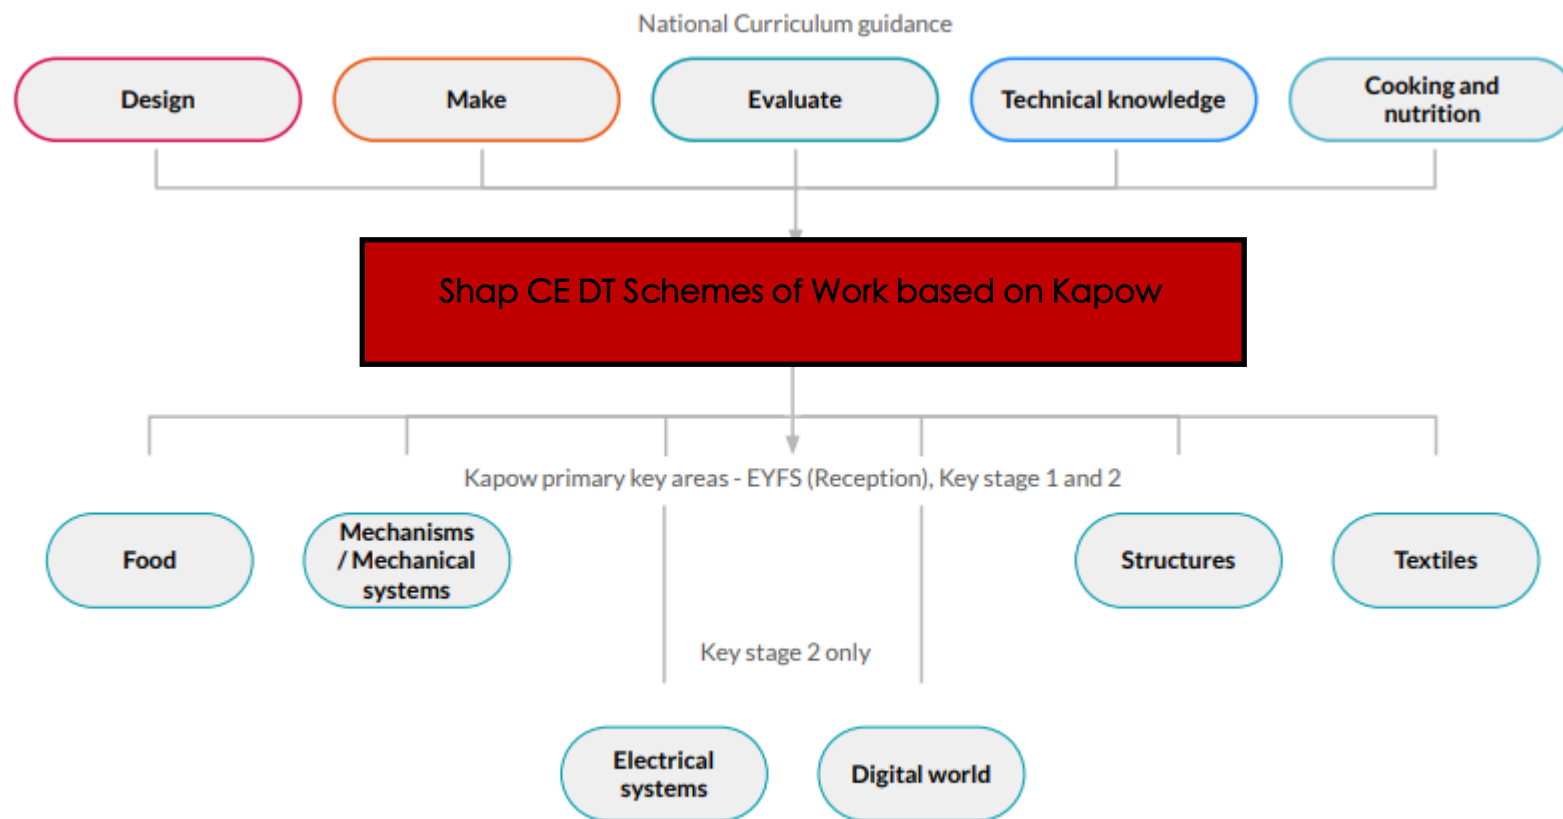 National Curriculum guidance
Design
Make
Evaluate
Technical knowledge
Cooking and
nutrition
Shap CE DT Schemes of Work based on Kapow
Kapow primary key areas - EYFS (Reception), Key stage 1 and 2
Food
Mechanisms
/ Mechanical
systems
Structures
Textiles
Key stage 2 only
Electrical
systems
Digital world